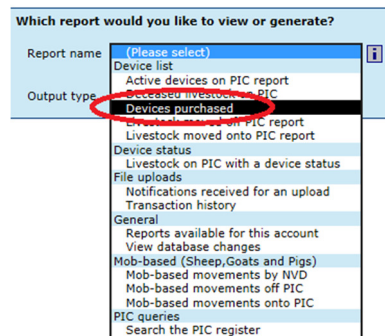 Which report would you like to view or generate?
Report name (Please select)
Device list
Active devices on PIC report
Output type Deceased livestock on PIC
Devices purchased
Livestock moved off PIC report
Livestock moved onto PIC report
Device status
Livestock on PIC with a device status
File uploads
Notifications received for an upload
Transaction history
General
Reports available for this account
View database changes
Mob-based (Sheep,Goats and Pigs)
Mob-based movements by NVD
Mob-based movements off PIC
Mob-based movements onto PIC
PIC queries
Search the PIC register